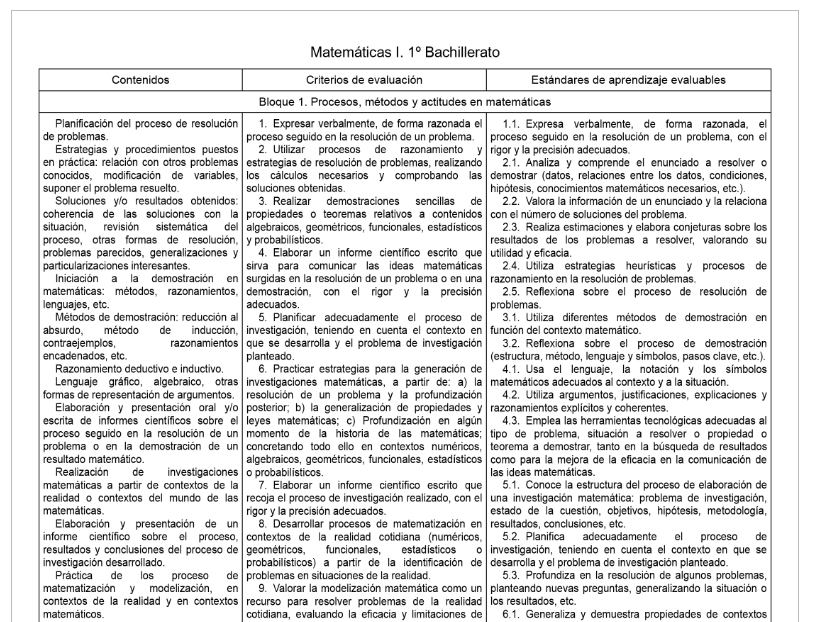 Matemáticas I. 1º Bachillerato
Contenidos
Criterios de evaluación
Estándares de aprendizaje evaluables
Bloque 1. Procesos, métodos y actitudes en matemáticas
Planificación del proceso de resolución
de problemas.
Estrategias y procedimientos puestos
en práctica: relación con otros problemas
conocidos, modificación de variables,
suponer el problema resuelto.
Soluciones y/o resultados obtenidos:
coherencia de las soluciones con la
situación, revisión sistemática del
proceso, otras formas de resolución,
problemas parecidos, generalizaciones y
particularizaciones interesantes.
Iniciación a la demostración en
matemáticas: métodos, razonamientos,
lenguajes, etc.
Métodos de demostración: reducción al
absurdo, método de inducción,
contraejemplos, razonamientos
encadenados, etc.
Razonamiento deductivo e inductivo.
Lenguaje gráfico, algebraico, otras
formas de representación de argumentos.
Elaboración y presentación oral y/o
escrita de informes científicos sobre el
proceso seguido en la resolución de un
problema o en la demostración de un
resultado matemático.
Realización de investigaciones
matemáticas a partir de contextos de la
realidad o contextos del mundo de las
matemáticas.
Elaboración y presentación de un
informe científico sobre el proceso,
resultados y conclusiones del proceso de
investigación desarrollado.
Práctica de los proceso de
matematización y modelización, en
contextos de la realidad y en contextos
matemáticos.
1. Expresar verbalmente, de forma razonada el
proceso seguido en la resolución de un problema.
2. Utilizar procesos de razonamiento y
estrategias de resolución de problemas, realizando
los cálculos necesarios y comprobando las
soluciones obtenidas.
3. Realizar demostraciones sencillas de
propiedades o teoremas relativos a contenidos
algebraicos, geométricos, funcionales, estadísticos
y probabilísticos.
4. Elaborar un informe científico escrito que
sirva para comunicar las ideas matemáticas
surgidas en la resolución de un problema o en una
demostración, con el rigor y la precisión
adecuados.
5. Planificar adecuadamente el proceso de
investigación, teniendo en cuenta el contexto en
que se desarrolla y el problema de investigación
planteado.
6. Practicar estrategias para la generación de
investigaciones matemáticas, a partir de: a) la
resolución de un problema y la profundización
posterior; b) la generalización de propiedades y
leyes matemáticas; c) Profundización en algún
momento de la historia de las matemáticas;
concretando todo ello en contextos numéricos,
algebraicos, geométricos, funcionales, estadísticos
o probabilísticos.
7. Elaborar un informe científico escrito que
recoja el proceso de investigación realizado, con el
rigor y la precisión adecuados.
8. Desarrollar procesos de matematización en
contextos de la realidad cotidiana (numéricos,
geométricos, funcionales, estadísticos o
probabilísticos) a partir de la identificación de
problemas en situaciones de la realidad.
9. Valorar la modelización matemática como un
recurso para resolver problemas de la realidad
cotidiana, evaluando la eficacia y limitaciones de
1.1. Expresa verbalmente, de forma razonada, el
proceso seguido en la resolución de un problema, con el
rigor y la precisión adecuados.
2.1. Analiza y comprende el enunciado a resolver o
demostrar (datos, relaciones entre los datos, condiciones,
hipótesis, conocimientos matemáticos necesarios, etc.).
2.2. Valora la información de un enunciado y la relaciona
con el número de soluciones del problema.
2.3. Realiza estimaciones y elabora conjeturas sobre los
resultados de los problemas a resolver, valorando su
utilidad y eficacia.
2.4. Utiliza estrategias heurísticas y procesos de
razonamiento en la resolución de problemas.
2.5. Reflexiona sobre el proceso de resolución de
problemas.
3.1. Utiliza diferentes métodos de demostración en
función del contexto matemático.
3.2. Reflexiona sobre el proceso de demostración
(estructura, método, lenguaje y símbolos, pasos clave, etc.).
4.1. Usa el lenguaje, la notación y los símbolos
matemáticos adecuados al contexto y a la situación.
4.2. Utiliza argumentos, justificaciones, explicaciones y
razonamientos explícitos y coherentes.
4.3. Emplea las herramientas tecnológicas adecuadas al
tipo de problema, situación a resolver o propiedad o
teorema a demostrar, tanto en la búsqueda de resultados
como para la mejora de la eficacia en la comunicación de
las ideas matemáticas.
5.1. Conoce la estructura del proceso de elaboración de
una investigación matemática: problema de investigación,
estado de la cuestión, objetivos, hipótesis, metodología,
resultados, conclusiones, etc.
5.2. Planifica adecuadamente el proceso de
investigación, teniendo en cuenta el contexto en que se
desarrolla y el problema de investigación planteado.
5.3. Profundiza en la resolución de algunos problemas,
planteando nuevas preguntas, generalizando la situación o
los resultados, etc.
6.1. Generaliza y demuestra propiedades de contextos